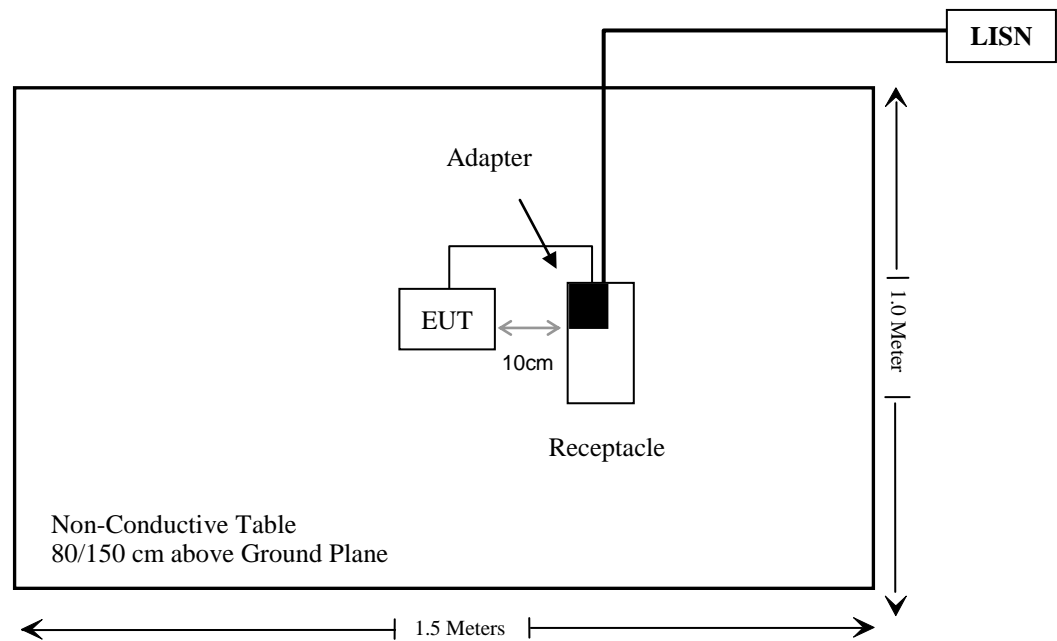 LISN
Adapter
EUT
10cm
Receptacle
1.0 Meter
Non-Conductive Table
80/150 cm above Ground Plane
1.5 Meters